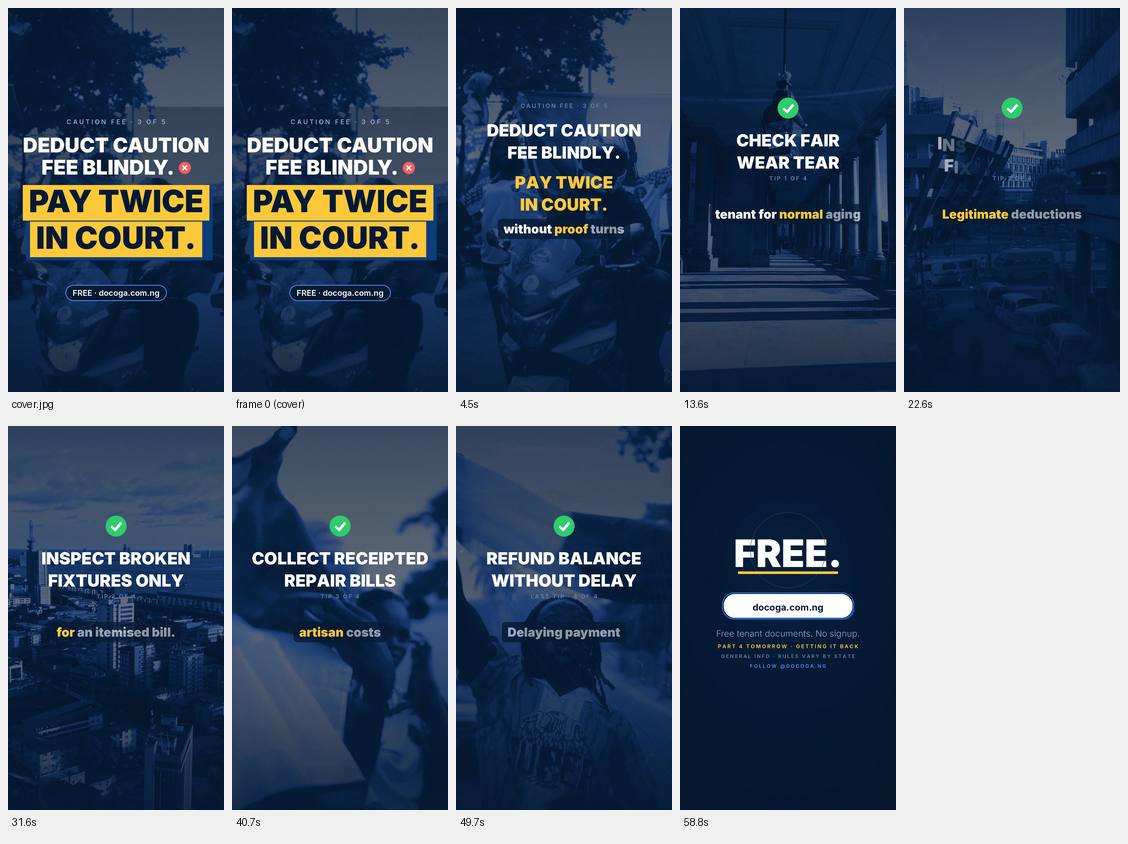 CAUTION FEE · 3 OF 5
DEDUCT CAUTION
FEE BLINDLY.
PAY TWICE
IN COURT.
FREE · docoga.com.ng
cover.jpg
CAUTION FEE · 3 OF 5
DEDUCT CAUTION
FEE BLINDLY.
PAY TWICE
IN COURT.
FREE · docoga.com.ng
frame 0 (cover)
CAUTION FEE · 3 OF 5
DEDUCT CAUTION
FEE BLINDLY.
PAY TWICE
IN COURT.
without proof turns
4.5s
CHECK FAIR
WEAR TEAR
TIP 1 OF 4
tenant for normal aging
13.6s
INS
FI
Legitimate deductions
22.6s
INSPECT BROKEN
FIXTURES ONLY
TIP 2 OF 4
for an itemised bill.
31.6s
COLLECT RECEIPTED
REPAIR BILLS
TIP 3 OF 4
artisan costs
40.7s
REFUND BALANCE
WITHOUT DELAY
LAST TIP · 4 OF 4
Delaying payment
49.7s
FREE.
docoga.com.ng
Free tenant documents. No signup.
PART 4 TOMORROW · GETTING IT BACK
GENERAL INFO · RULES VARY BY STATE
FOLLOW @DOCOGA.NG
58.8s